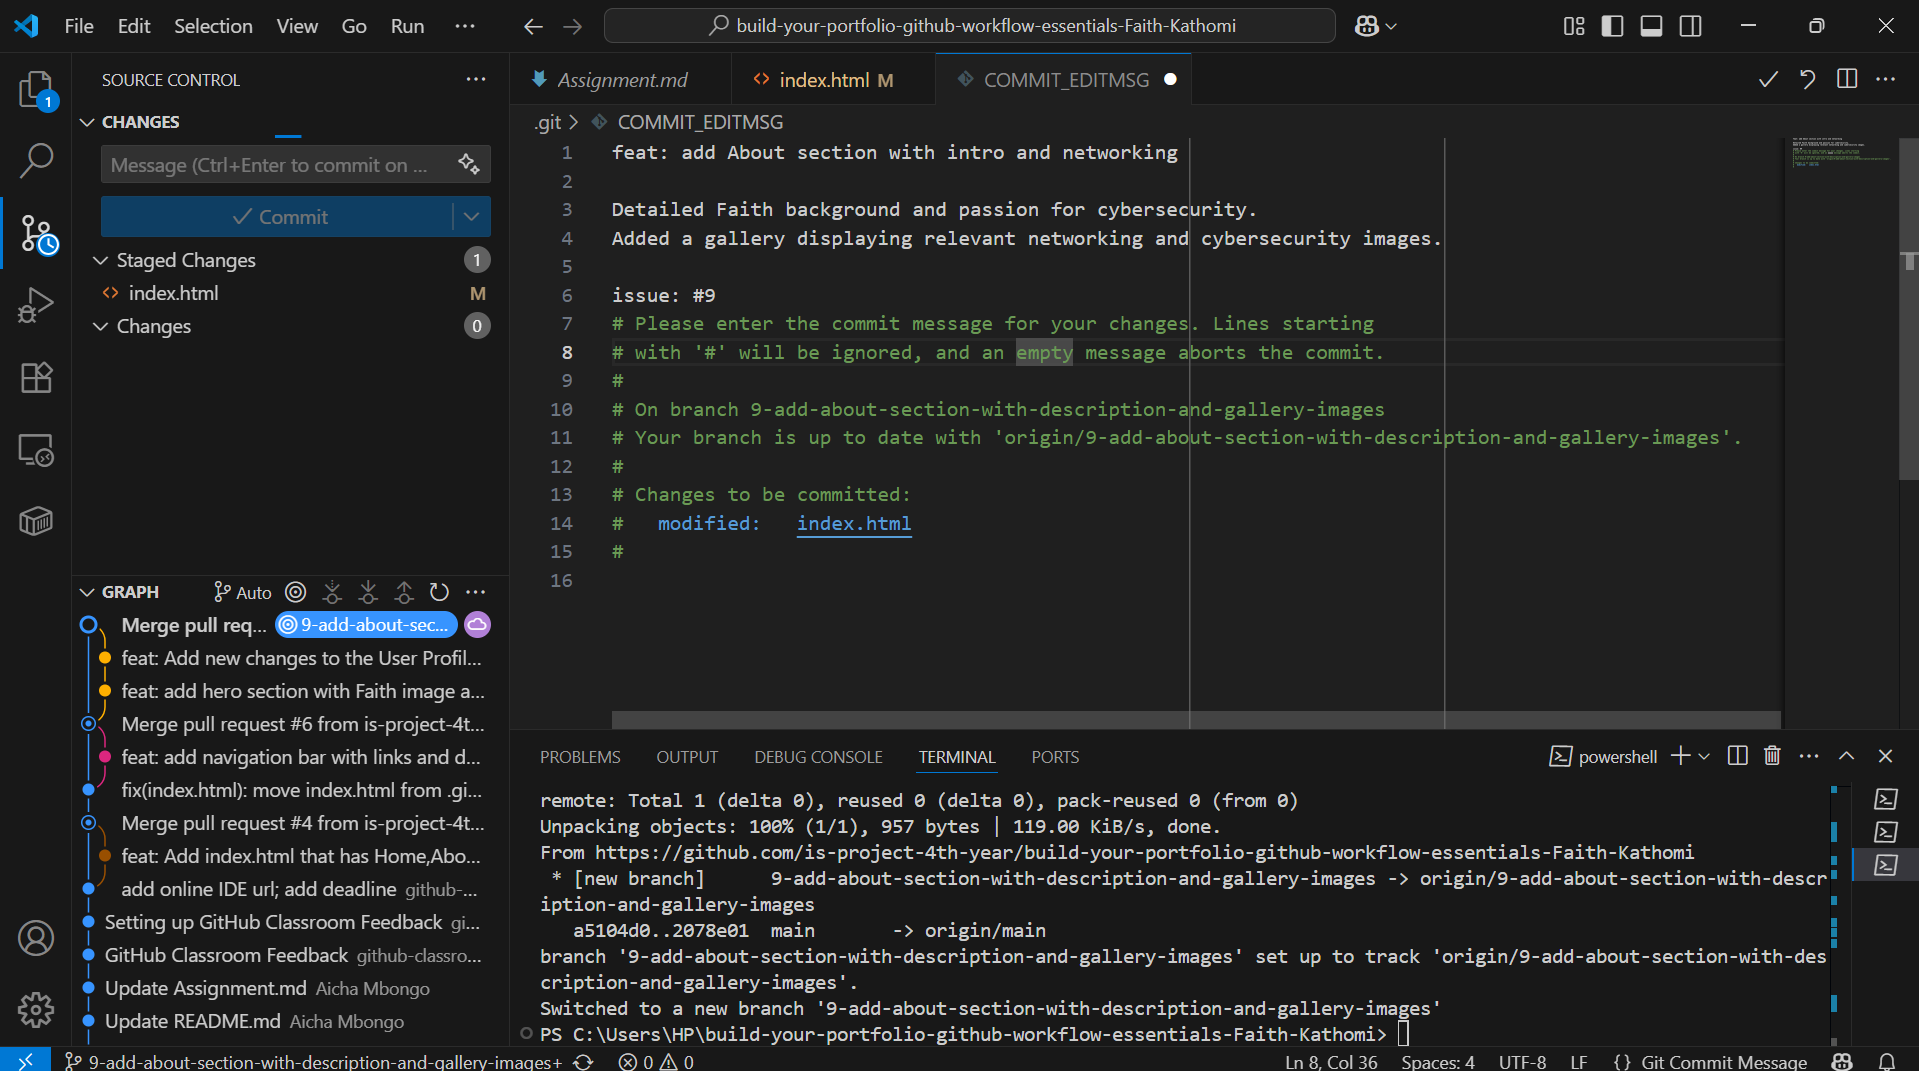 File Edit Selection View Go Run ···
build-your-portfolio-github-workflow-essentials-Faith-Kathomi
SOURCE CONTROL
CHANGES
Message (Ctrl+Enter to commit on ...
Commit
Staged Changes 1
index.html M
Changes 0
1
Assignment.md
index.html M
COMMIT_EDITMSG
.git > COMMIT_EDITMSG
1 feat: add About section with intro and networking
2
3 Detailed Faith background and passion for cybersecurity.
4 Added a gallery displaying relevant networking and cybersecurity images.
5
6 issue: #9
7 # Please enter the commit message for your changes. Lines starting
8 # with '#' will be ignored, and an empty message aborts the commit.
9 #
10 # On branch 9-add-about-section-with-description-and-gallery-images
11 # Your branch is up to date with 'origin/9-add-about-section-with-description-and-gallery-images'.
12 #
13 # Changes to be committed:
14 # modified: index.html
15 #
16
GRAPH Auto
Merge pull req... 9-add-about-sec...
feat: Add new changes to the User Profil...
feat: add hero section with Faith image a...
Merge pull request #6 from is-project-4t...
feat: add navigation bar with links and d...
fix(index.html): move index.html from .gi...
Merge pull request #4 from is-project-4t...
feat: Add index.html that has Home,Abo...
add online IDE url; add deadline github-...
Setting up GitHub Classroom Feedback gi...
GitHub Classroom Feedback github-classro...
Update Assignment.md Aicha Mbongo
Update README.md Aicha Mbongo
PROBLEMS OUTPUT DEBUG CONSOLE TERMINAL PORTS
powershell
remote: Total 1 (delta 0), reused 0 (delta 0), pack-reused 0 (from 0)
Unpacking objects: 100% (1/1), 957 bytes | 119.00 KiB/s, done.
From https://github.com/is-project-4th-year/build-your-portfolio-github-workflow-essentials-Faith-Kathomi
* [new branch] 9-add-about-section-with-description-and-gallery-images -> origin/9-add-about-section-with-descr
iption-and-gallery-images
a5104d0..2078e01 main -> origin/main
branch '9-add-about-section-with-description-and-gallery-images' set up to track 'origin/9-add-about-section-with-des
cription-and-gallery-images'.
Switched to a new branch '9-add-about-section-with-description-and-gallery-images'
PS C:\Users\HP\build-your-portfolio-github-workflow-essentials-Faith-Kathomi>
9-add-about-section-with-description-and-gallery-images+ 0 0 Ln 8, Col 36 Spaces: 4 UTF-8 LF {} Git Commit Message